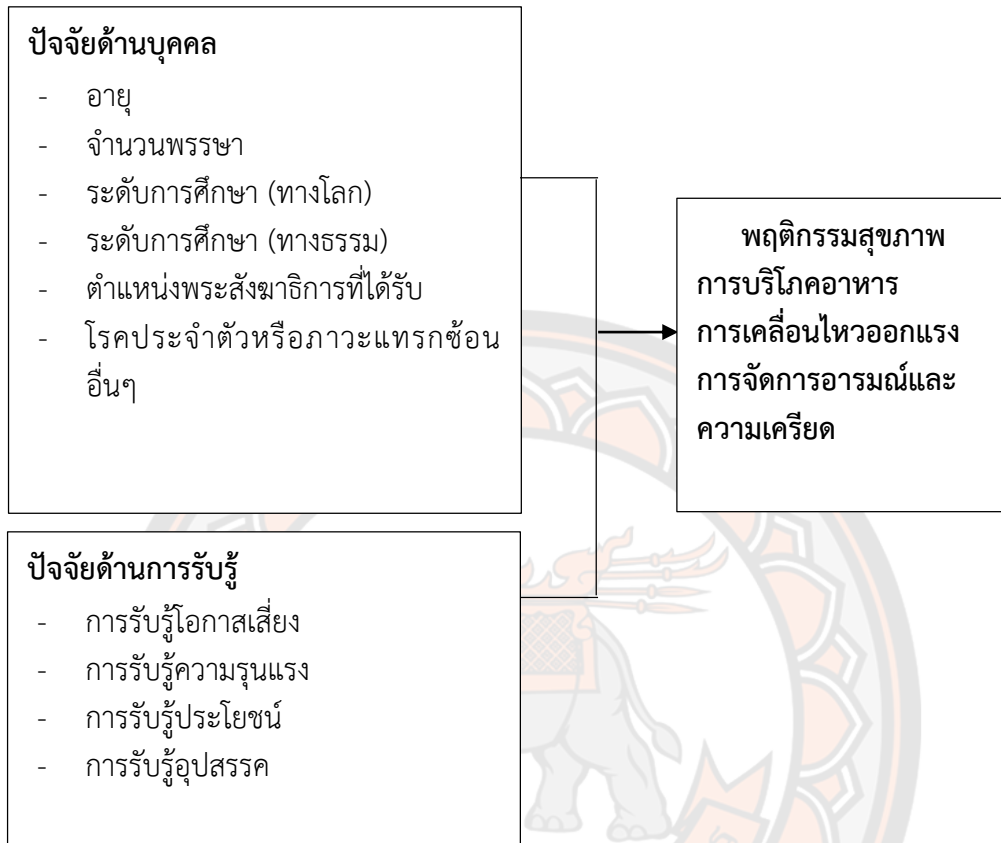 ปัจจัยด้านบุคคล
- อายุ
- จำนวนพรรษา
- ระดับการศึกษา (ทางโลก)
- ระดับการศึกษา (ทางธรรม)
- ตำแหน่งพระสังฆาธิการที่ได้รับ
- โรคประจำตัวหรือภาวะแทรกซ้อน
อื่นๆ
พฤติกรรมสุขภาพ
การบริโภคอาหาร
การเคลื่อนไหวออกแรง
การจัดการอารมณ์และ
ความเครียด
ปัจจัยด้านการรับรู้
- การรับรู้โอกาสเสี่ยง
- การรับรู้ความรุนแรง
- การรับรู้ประโยชน์
- การรับรู้อุปสรรค